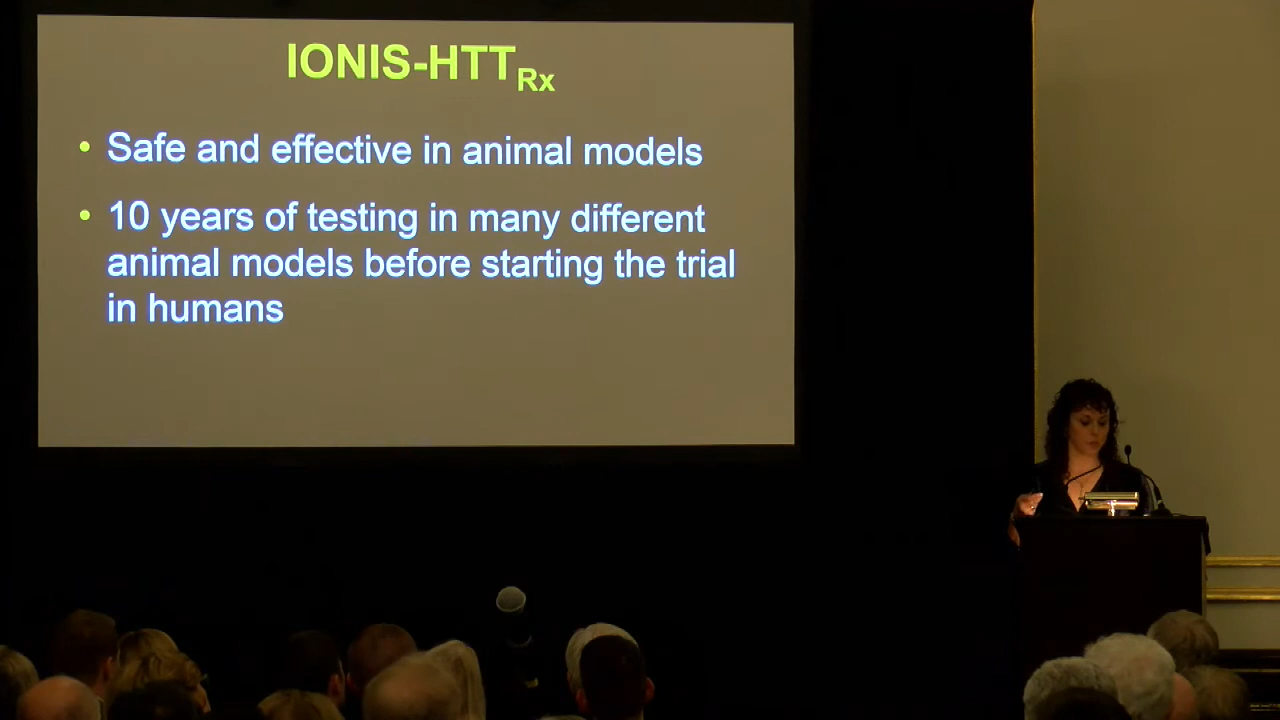 IONIS-HTTRx
• Safe and effective in animal models
• 10 years of testing in many different
animal models before starting the trial
in humans